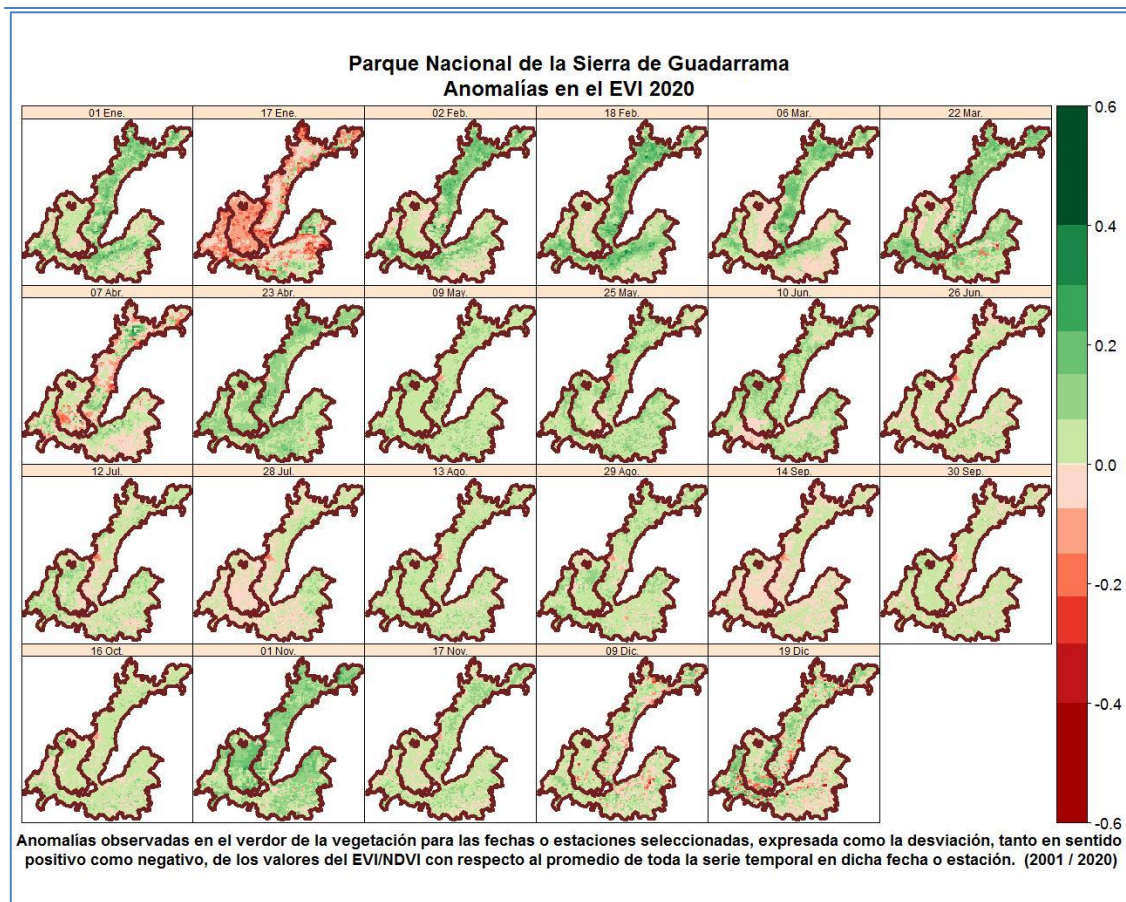 Parque Nacional de la Sierra de Guadarrama
Anomalías en el EVI 2020
01 Ene. 17 Ene. 02 Feb. 18 Feb. 06 Mar. 22 Mar.
07 Abr. 23 Abr. 09 May. 25 May. 10 Jun. 26 Jun.
12 Jul. 28 Jul. 13 Ago. 29 Ago. 14 Sep. 30 Sep.
16 Oct. 01 Nov. 17 Nov. 09 Dic. 19 Dic
0.6
0.4
0.2
0.0
-0.2
-0.4
-0.6
Anomalías observadas en el verdor de la vegetación para las fechas o estaciones seleccionadas, expresada como la desviación, tanto en sentido
positivo como negativo, de los valores del EVI/NDVI con respecto al promedio de toda la serie temporal en dicha fecha o estación. (2001 / 2020)